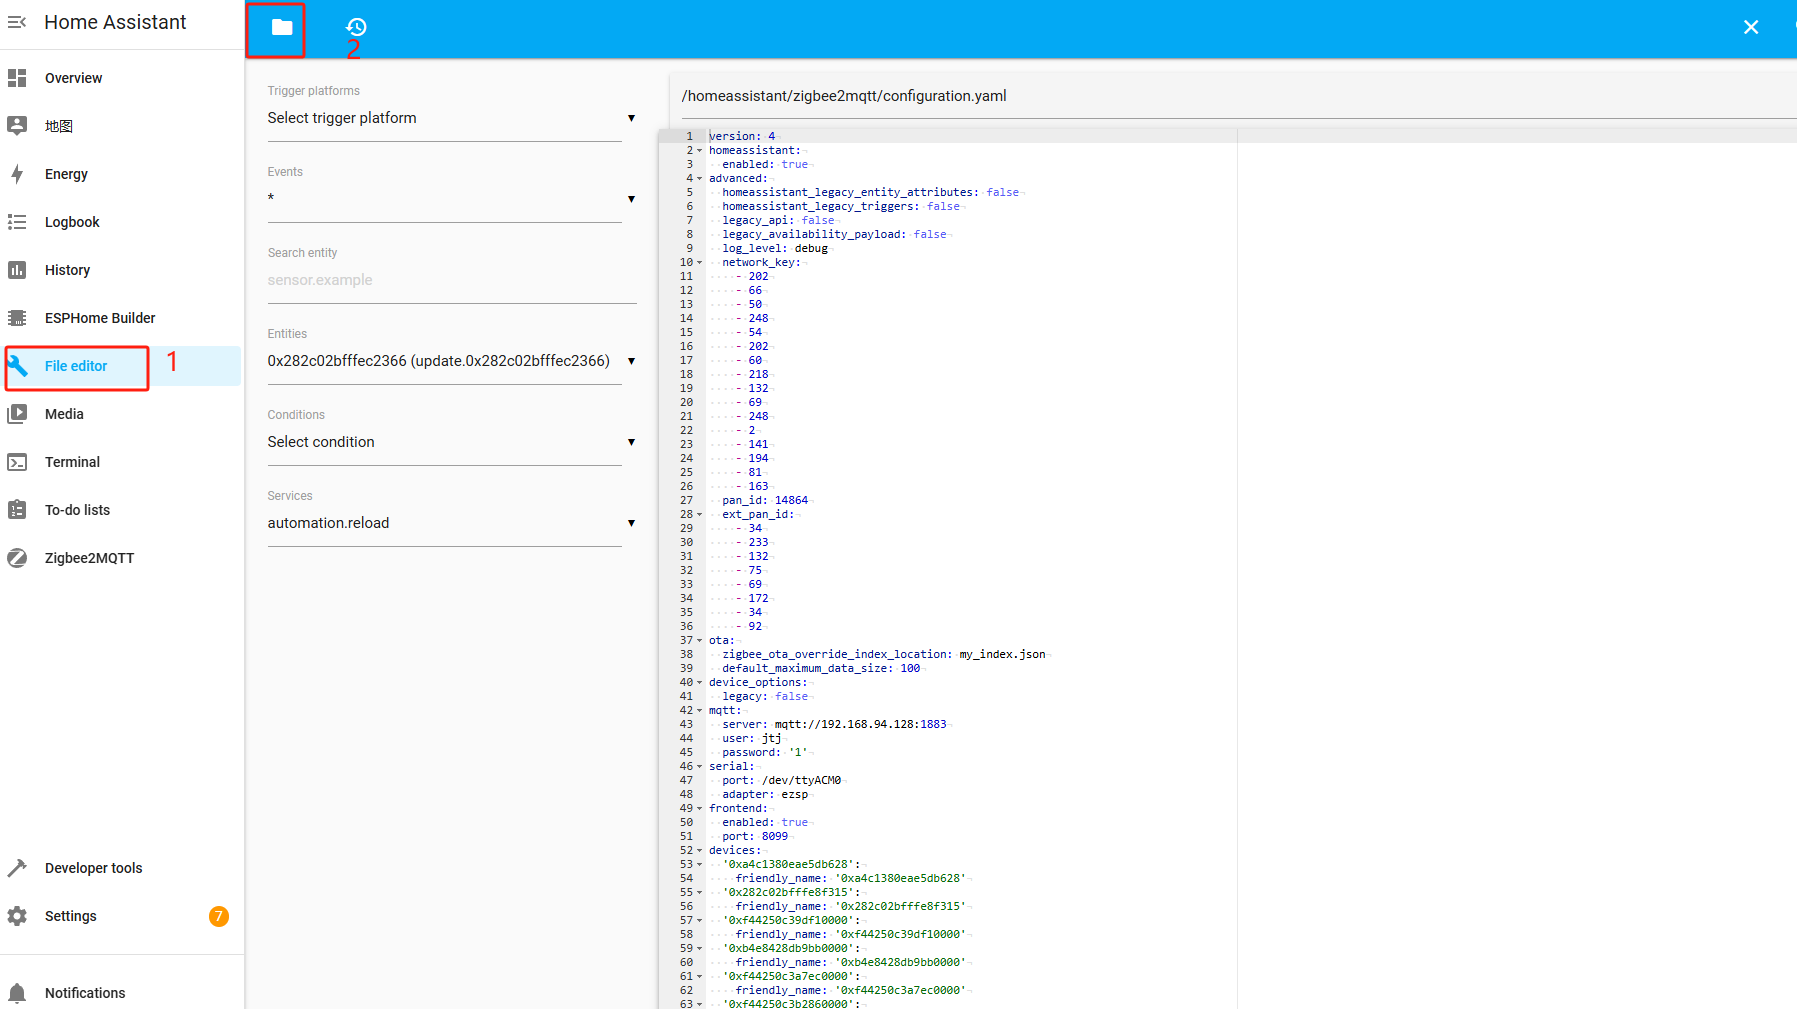 Home Assistant
2
Overview
地图
Energy
Logbook
History
ESPHome Builder
File editor
1
Media
Terminal
To-do lists
Zigbee2MQTT
Developer tools
Settings
7
Notifications
Trigger platforms
Select trigger platform
Events
*
Search entity
sensor.example
Entities
0x282c02bfffec2366 (update.0x282c02bfffec2366)
Conditions
Select condition
Services
automation.reload
/homeassistant/zigbee2mqtt/configuration.yaml
1 version: 4
2 homeassistant:
3   enabled: true
4 advanced:
5   homeassistant_legacy_entity_attributes: false
6   homeassistant_legacy_triggers: false
7   legacy_api: false
8   legacy_availability_payload: false
9   log_level: debug
10   network_key:
11     - 202
12     - 66
13     - 50
14     - 248
15     - 54
16     - 202
17     - 60
18     - 218
19     - 132
20     - 69
21     - 248
22     - 2
23     - 141
24     - 194
25     - 81
26     - 163
27   pan_id: 14864
28   ext_pan_id:
29     - 34
30     - 233
31     - 132
32     - 75
33     - 69
34     - 172
35     - 34
36     - 92
37 ota:
38   zigbee_ota_override_index_location: my_index.json
39   default_maximum_data_size: 100
40 device_options:
41   legacy: false
42 mqtt:
43   server: mqtt://192.168.94.128:1883
44   user: jtj
45   password: '1'
46 serial:
47   port: /dev/ttyACM0
48   adapter: ezsp
49 frontend:
50   enabled: true
51   port: 8099
52 devices:
53   '0xa4c1380eae5db628':
54     friendly_name: '0xa4c1380eae5db628'
55   '0x282c02bfffe8f315':
56     friendly_name: '0x282c02bfffe8f315'
57   '0xf44250c39df10000':
58     friendly_name: '0xf44250c39df10000'
59   '0xb4e8428db9bb0000':
60     friendly_name: '0xb4e8428db9bb0000'
61   '0xf44250c3a7ec0000':
62     friendly_name: '0xf44250c3a7ec0000'
63   '0xf44250c3b2860000':